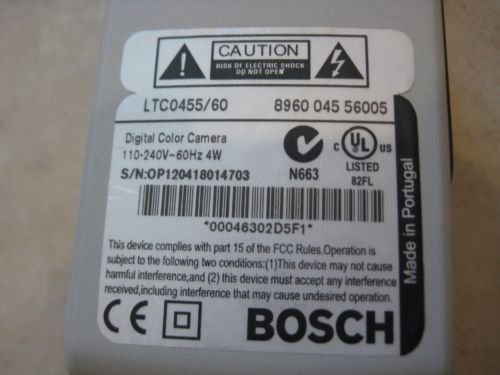 CAUTION
RISK OF ELECTRIC SHOCK
DO NOT OPEN
LTC0455/60 8960 045 56005
Digital Color Camera
110-240V~60Hz 4W
S/N:OP120418014703
N663
C UL US
LISTED
82FL
*00046302D5F1*
This device complies with part 15 of the FCC Rules.Operation is
subject to the following two conditions:(1)This device may not cause
harmful interference,and (2) this device must accept any interference
received,including interference that may cause undesired operation.
CE BOSCH
Made in Portugal